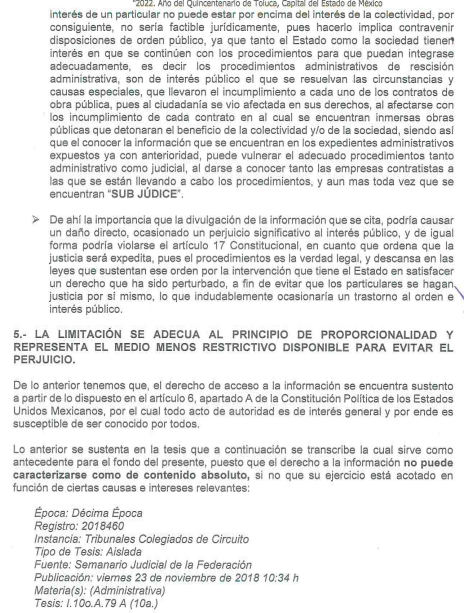 "2022. Año del Quincentenario de Toluca, Capital del Estado de México
interés de un particular no puede estar por encima del interés de la colectividad, por
consiguiente, no sería factible jurídicamente, pues hacerlo implica contravenir
disposiciones de orden público, ya que tanto el Estado como la sociedad tienen
interés en que se continún con los procedimientos para que puedan integrase
adecuadamente, es decir los procedimientos administrativos de rescisión
administrativa, son de interés público el que se resuelvan las circunstancias y
causas especiales, que llevaron el incumplimiento a cada uno de los contratos de
obra pública, pues al ciudadanía se vio afectada en sus derechos, al afectarse con
los incumplimiento de cada contrato en al cual se encuentran inmersas obras
públicas que detonaran el beneficio de la colectividad y/o de la sociedad, siendo así
que el conocer la información que se encuentran en los expedientes administrativos
expuestos ya con anterioridad, puede vulnerar el adecuado procedimientos tanto
administrativo como judicial, al darse a conocer tanto las empresas contratistas a
las que se están llevando a cabo los procedimientos, y aun mas toda vez que se
encuentran "SUB JÚDICE".
➢ De ahí la importancia que la divulgación de la información que se cita, podría causar
un daño directo, ocasionado un perjuicio significativo al interés público, y de igual
forma podría violarse el artículo 17 Constitucional, en cuanto que ordena que la
justicia será expedita, pues el procedimientos es la verdad legal, y descansa en las
leyes que sustentan ese orden por la intervención que tiene el Estado en satisfacer
un derecho que ha sido perturbado, a fin de evitar que los particulares se hagan
justicia por si mismo, lo que indudablemente ocasionaría un trastorno al orden e
interés público.
5.- LA LIMITACIÓN SE ADECUA AL PRINCIPIO DE PROPORCIONALIDAD Y
REPRESENTA EL MEDIO MENOS RESTRICTIVO DISPONIBLE PARA EVITAR EL
PERJUICIO.
De lo anterior tenemos que, el derecho de acceso a la información se encuentra sustento
a partir de lo dispuesto en el artículo 6, apartado A de la Constitución Política de los Estados
Unidos Mexicanos, por el cual todo acto de autoridad es de interés general y por ende es
susceptible de ser conocido por todos.
Lo anterior se sustenta en la tesis que a continuación se transcribe la cual sirve como
antecedente para el fondo del presente, puesto que el derecho a la información no puede
caracterizarse como de contenido absoluto, si no que su ejercicio está acotado en
función de ciertas causas e intereses relevantes:
Época: Décima Época
Registro: 2018460
Instancia: Tribunales Colegiados de Circuito
Tipo de Tesis: Aislada
Fuente: Semanario Judicial de la Federación
Publicación: viernes 23 de noviembre de 2018 10:34 h
Materia(s): (Administrativa)
Tesis: I.10o.A.79 A (10a.)